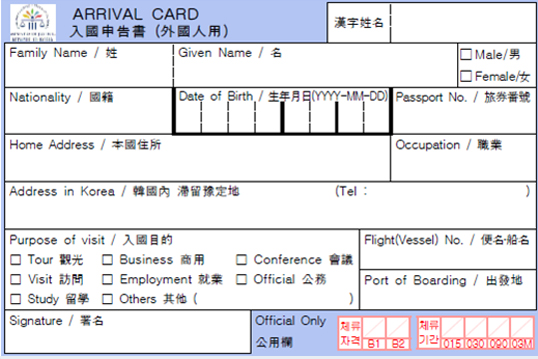 ARRIVAL CARD
入國申告書 (外國人用)
漢字姓名
Family Name / 姓
Given Name / 名
□ Male/男
□ Female/女
Nationality / 國籍
Date of Birth / 生年月日(YYYY-MM-DD)
Passport No. / 旅券番號
Home Address / 本國住所
Occupation / 職業
Address in Korea / 韓國內 滯留豫定地 (Tel : )
Purpose of visit / 入國目的
□ Tour 觀光 □ Business 商用 □ Conference 會議
□ Visit 訪問 □ Employment 就業 □ Official 公務
□ Study 留學 □ Others 其他 ( )
Flight(Vessel) No. / 便名·船名
Port of Boarding / 出發地
Signature / 署名
Official Only
公用欄
체류
자격 B1 B2
체류
기간 015 030 090 03M